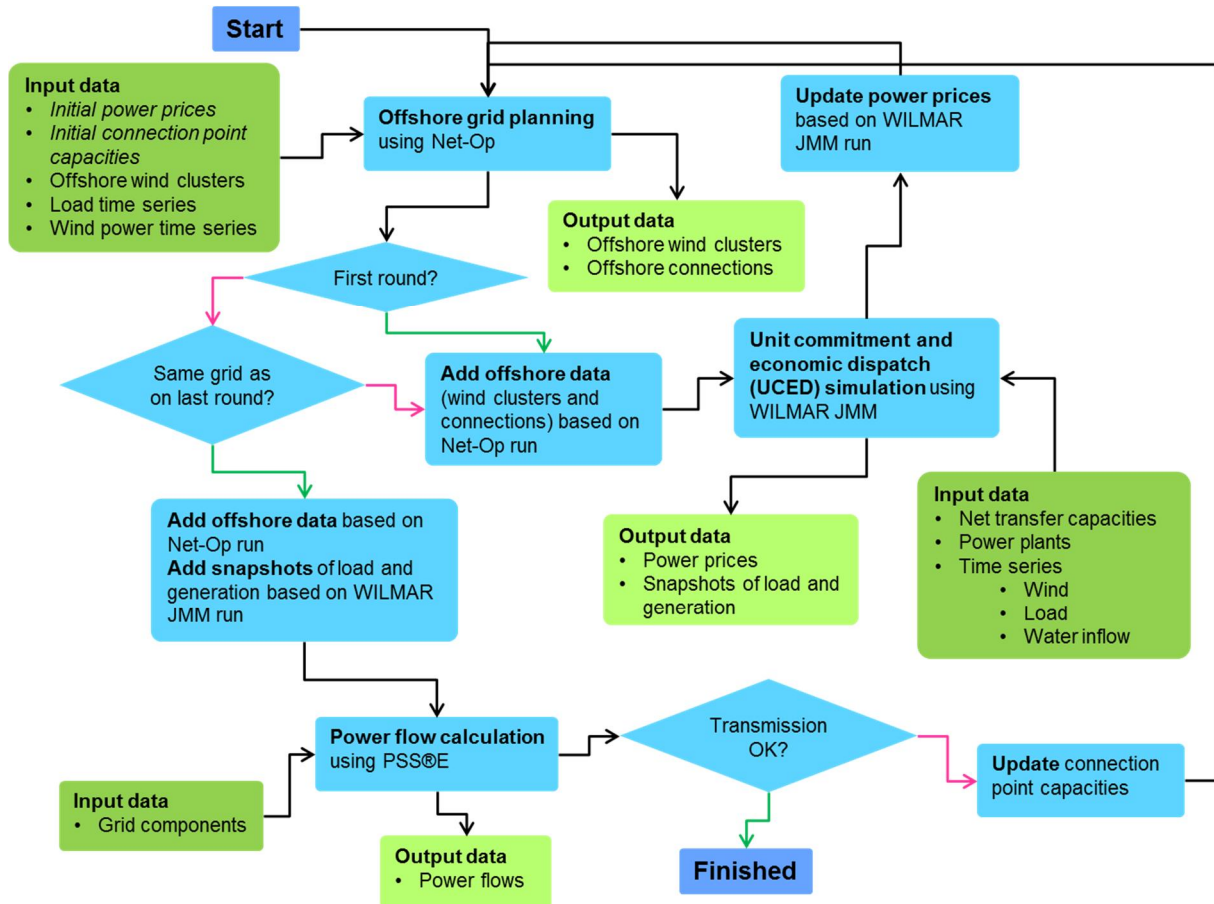 Start
Input data
• Initial power prices
• Initial connection point
capacities
• Offshore wind clusters
• Load time series
• Wind power time series
Offshore grid planning
using Net-Op
Update power prices
based on WILMAR
JMM run
Output data
• Offshore wind clusters
• Offshore connections
First round?
Same grid as
on last round?
Add offshore data
(wind clusters and
connections) based on
Net-Op run
Unit commitment and
economic dispatch
(UCED) simulation using
WILMAR JMM
Add offshore data based on
Net-Op run
Add snapshots of load and
generation based on WILMAR
JMM run
Output data
• Power prices
• Snapshots of load and
generation
Input data
• Net transfer capacities
• Power plants
• Time series
• Wind
• Load
• Water inflow
Power flow calculation
using PSS®E
Transmission
OK?
Update connection
point capacities
Input data
• Grid components
Output data
• Power flows
Finished